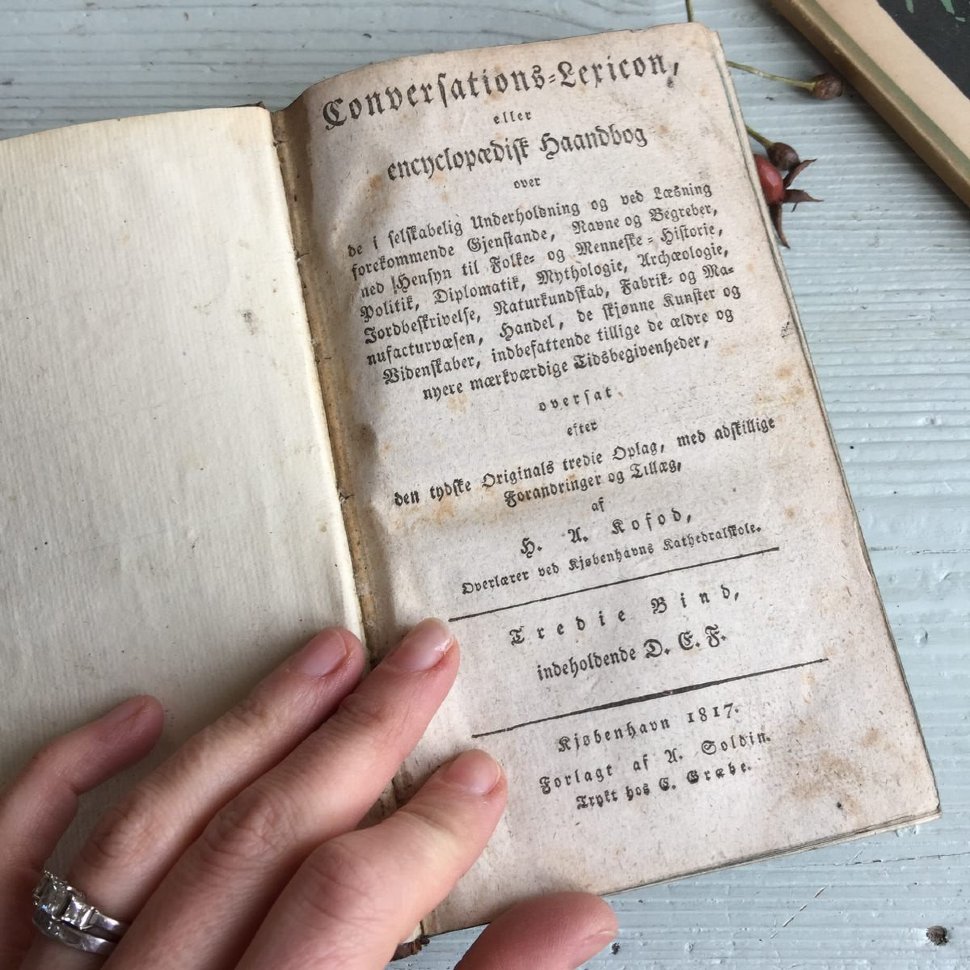 Conversations-Lexicon,
eller
encyclopædisk Haandbog
over
de i selskabelig Underholdning og ved Læsning
forekommende Gjenstande, Navne og Begreber,
ned Hensyn til Folke- og Menneske-Historie,
Politik, Diplomatik, Mythologie, Archæologie,
Jordbeskrivelse, Naturkundskab, Fabrik- og Ma-
nufacturvæsen, Handel, de skjønne Kunster og
Videnskaber, indbefattende tillige de ældre og
nyere mærkværdige Tidsbegivenheder,
oversat
efter
den tydske Originals tredie Oplag, med adskillige
Forandringer og Tillæg,
af
H. A. Kofod,
Overlærer ved Kjøbenhavns Kathedralskole.
Tredie Bind,
indeholdende D. E. F.
Kjøbenhavn 1817.
Forlagt af A. Soldin.
Trykt hos E. Græbe.